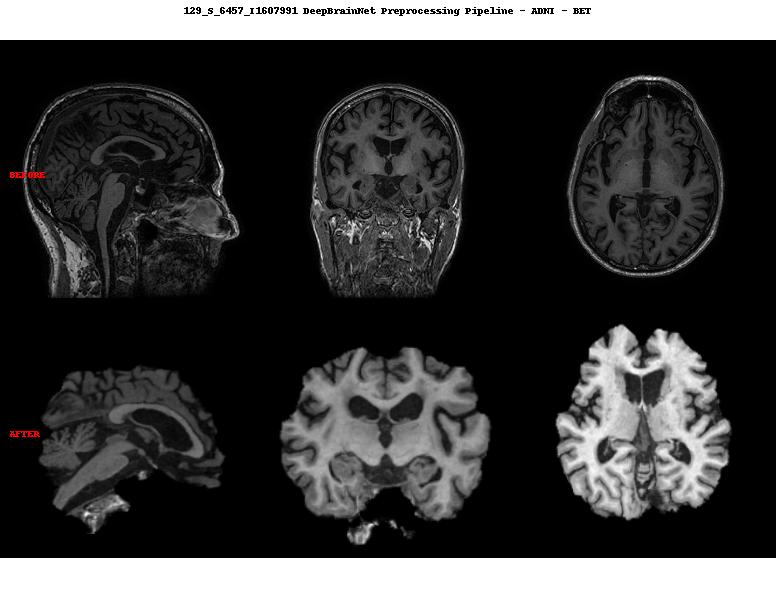 129_S_6457_I1607991 DeepBrainNet Preprocessing Pipeline - ADNI - BET
BEFORE
AFTER